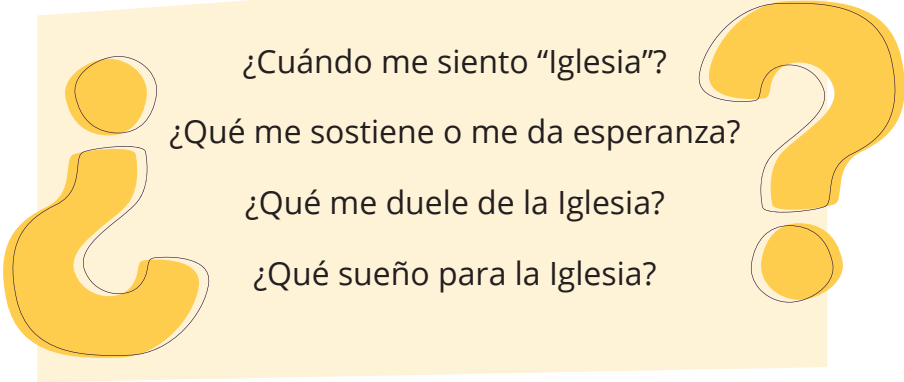 ¿Cuándo me siento “Iglesia”?
¿Qué me sostiene o me da esperanza?
¿Qué me duele de la Iglesia?
¿Qué sueño para la Iglesia?
¿
?